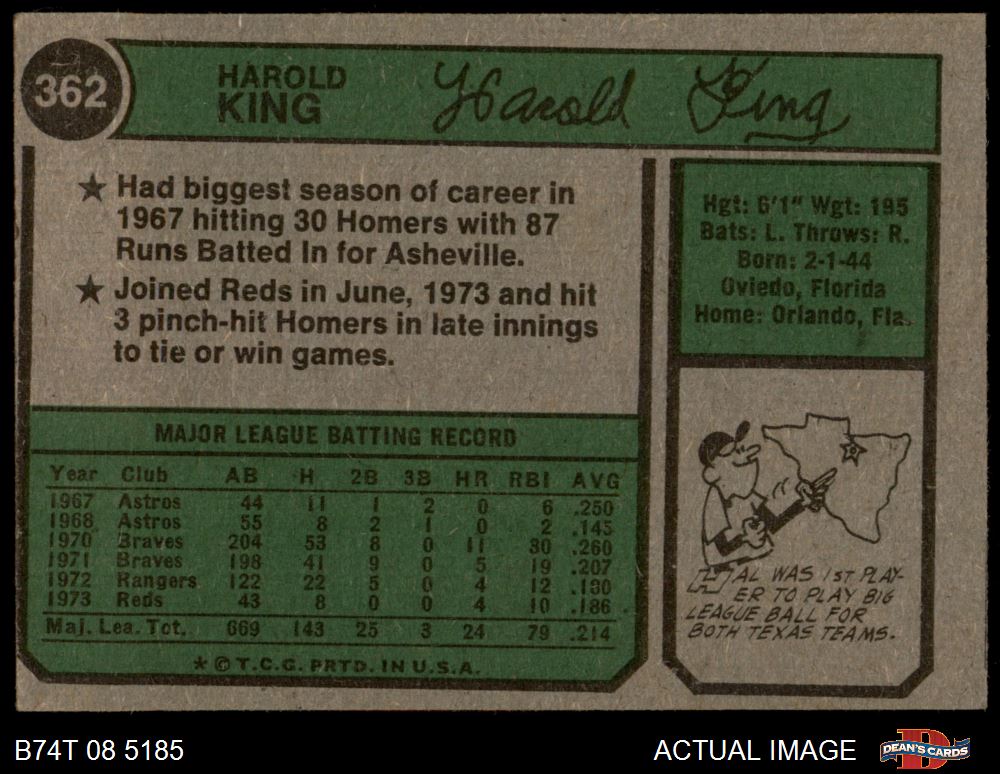 362
HAROLD
KING
Harold King
★ Had biggest season of career in
1967 hitting 30 Homers with 87
Runs Batted In for Asheville.
★ Joined Reds in June, 1973 and hit
3 pinch-hit Homers in late innings
to tie or win games.
Hgt: 6'1" Wgt: 195
Bats: L. Throws: R.
Born: 2-1-44
Oviedo, Florida
Home: Orlando, Fla.
MAJOR LEAGUE BATTING RECORD
Year Club AB H 2B 3B HR RBI AVG
1967 Astros 44 11 1 2 0 6 .250
1968 Astros 55 8 2 1 0 2 .145
1970 Braves 204 53 8 0 11 30 .260
1971 Braves 198 41 9 0 5 19 .207
1972 Rangers 122 22 5 0 4 12 .180
1973 Reds 43 8 0 0 4 10 .186
Maj. Lea. Tot. 669 143 25 3 24 79 .214
* © T.C.G. PRTD. IN U.S.A.
HAL WAS 1ST PLAY-
ER TO PLAY BIG
LEAGUE BALL FOR
BOTH TEXAS TEAMS.
B74T 08 5185
ACTUAL IMAGE
DEAN'S CARDS